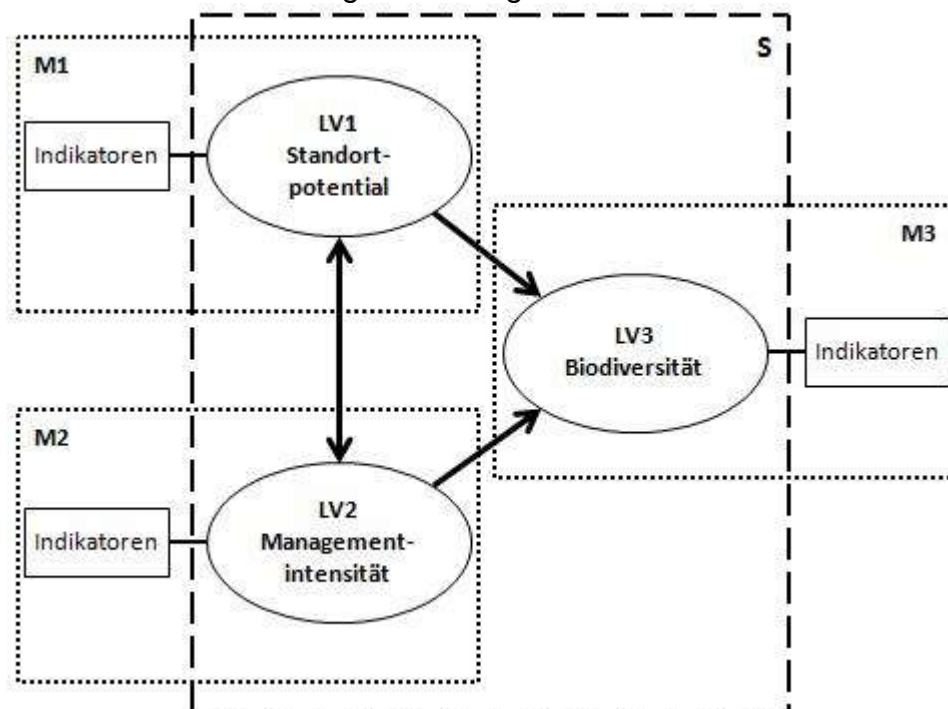 M1
S
LV1
Standort-
potential
Indikatoren
M3
LV3
Biodiversität
Indikatoren
M2
LV2
Management-
intensität
Indikatoren